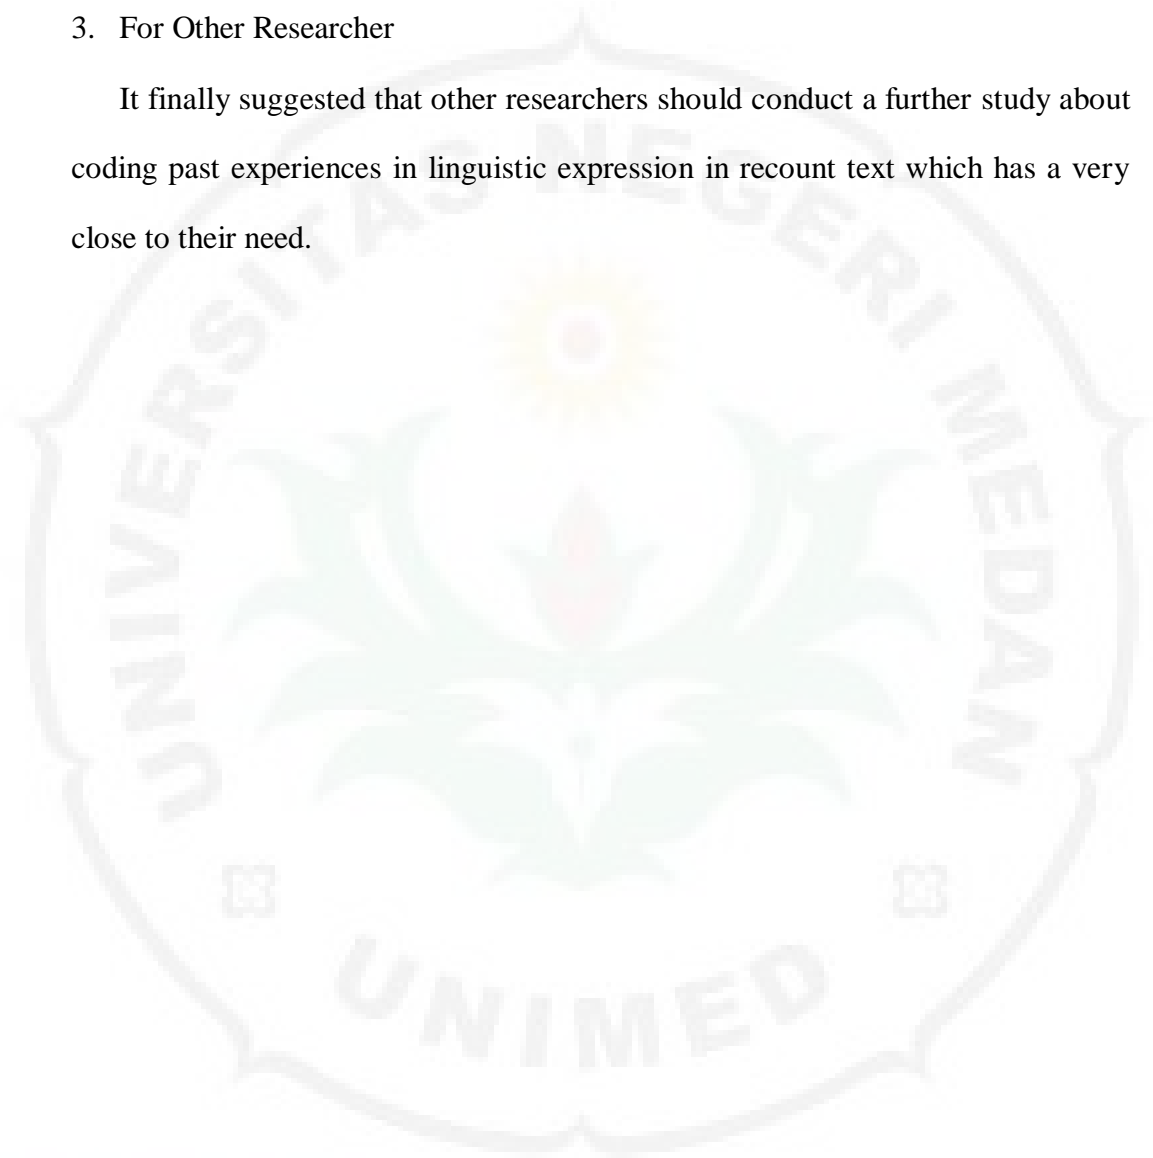 3. For Other Researcher
It finally suggested that other researchers should conduct a further study about
coding past experiences in linguistic expression in recount text which has a very
close to their need.
UNIVERSITAS NEGERI MEDAN
UNIMED